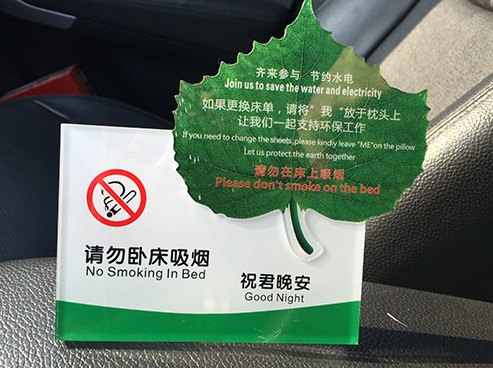 齐来参与 节约水电
Join us to save the water and electricity
如果更换床单，请将"我"放于枕头上
让我们一起支持环保工作
If you need to change the sheets, please kindly leave "ME" on the pillow
Let us protect the earth together
请勿在床上吸烟
Please don't smoke on the bed
请勿卧床吸烟
No Smoking In Bed
祝君晚安
Good Night